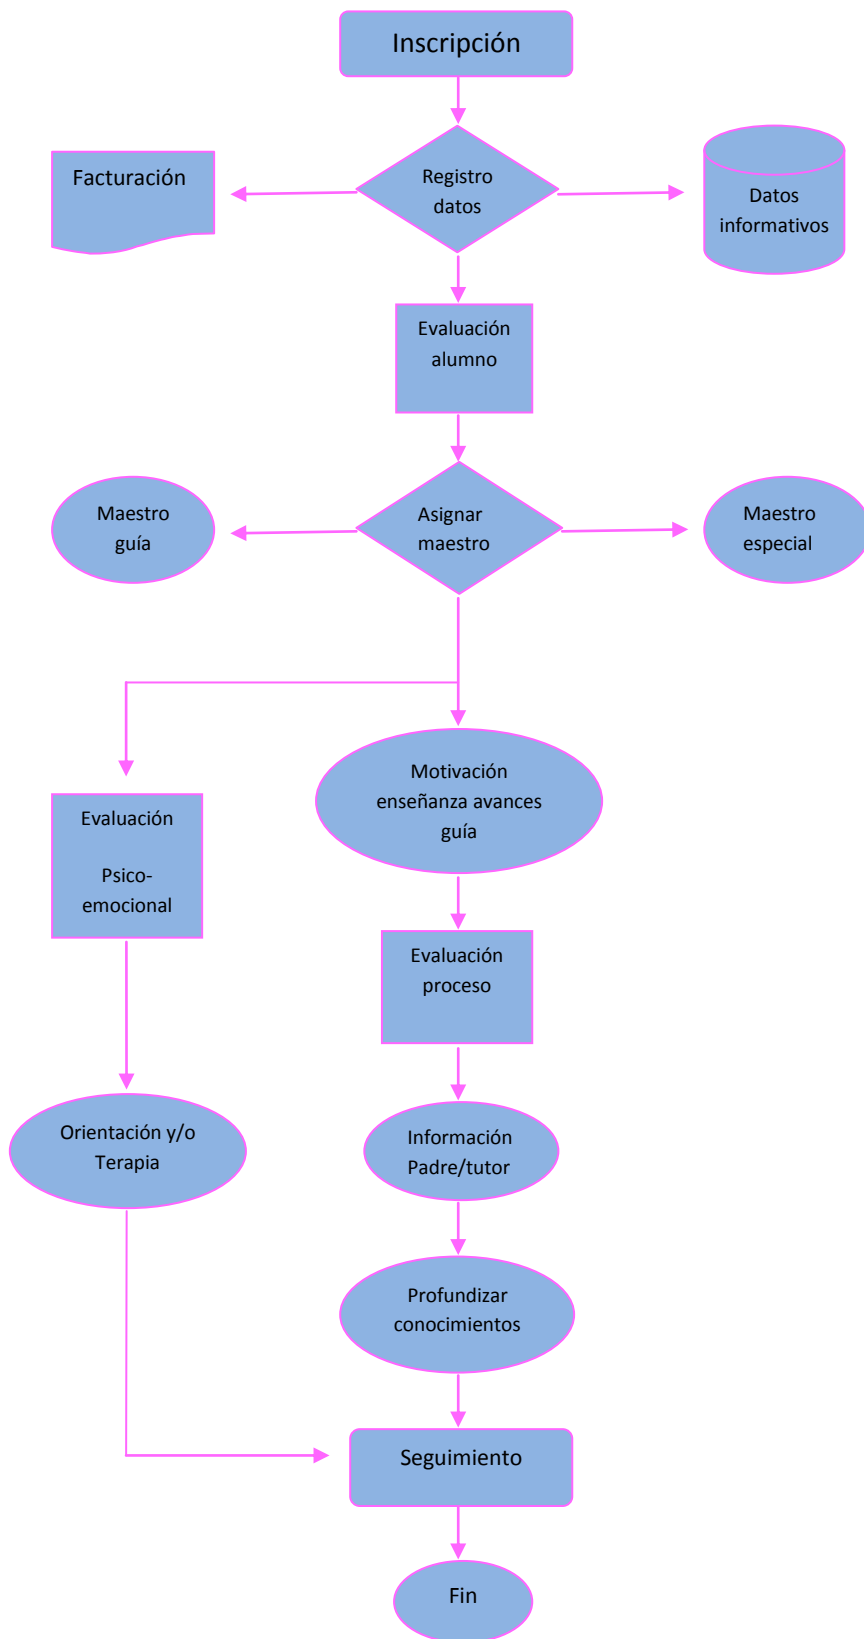 Inscripción
Facturación
Registro
datos
Datos
informativos
Evaluación
alumno
Maestro
guía
Asignar
maestro
Maestro
especial
Motivación
enseñanza avances
guía
Evaluación
Psico-
emocional
Evaluación
proceso
Orientación y/o
Terapia
Información
Padre/tutor
Profundizar
conocimientos
Seguimiento
Fin